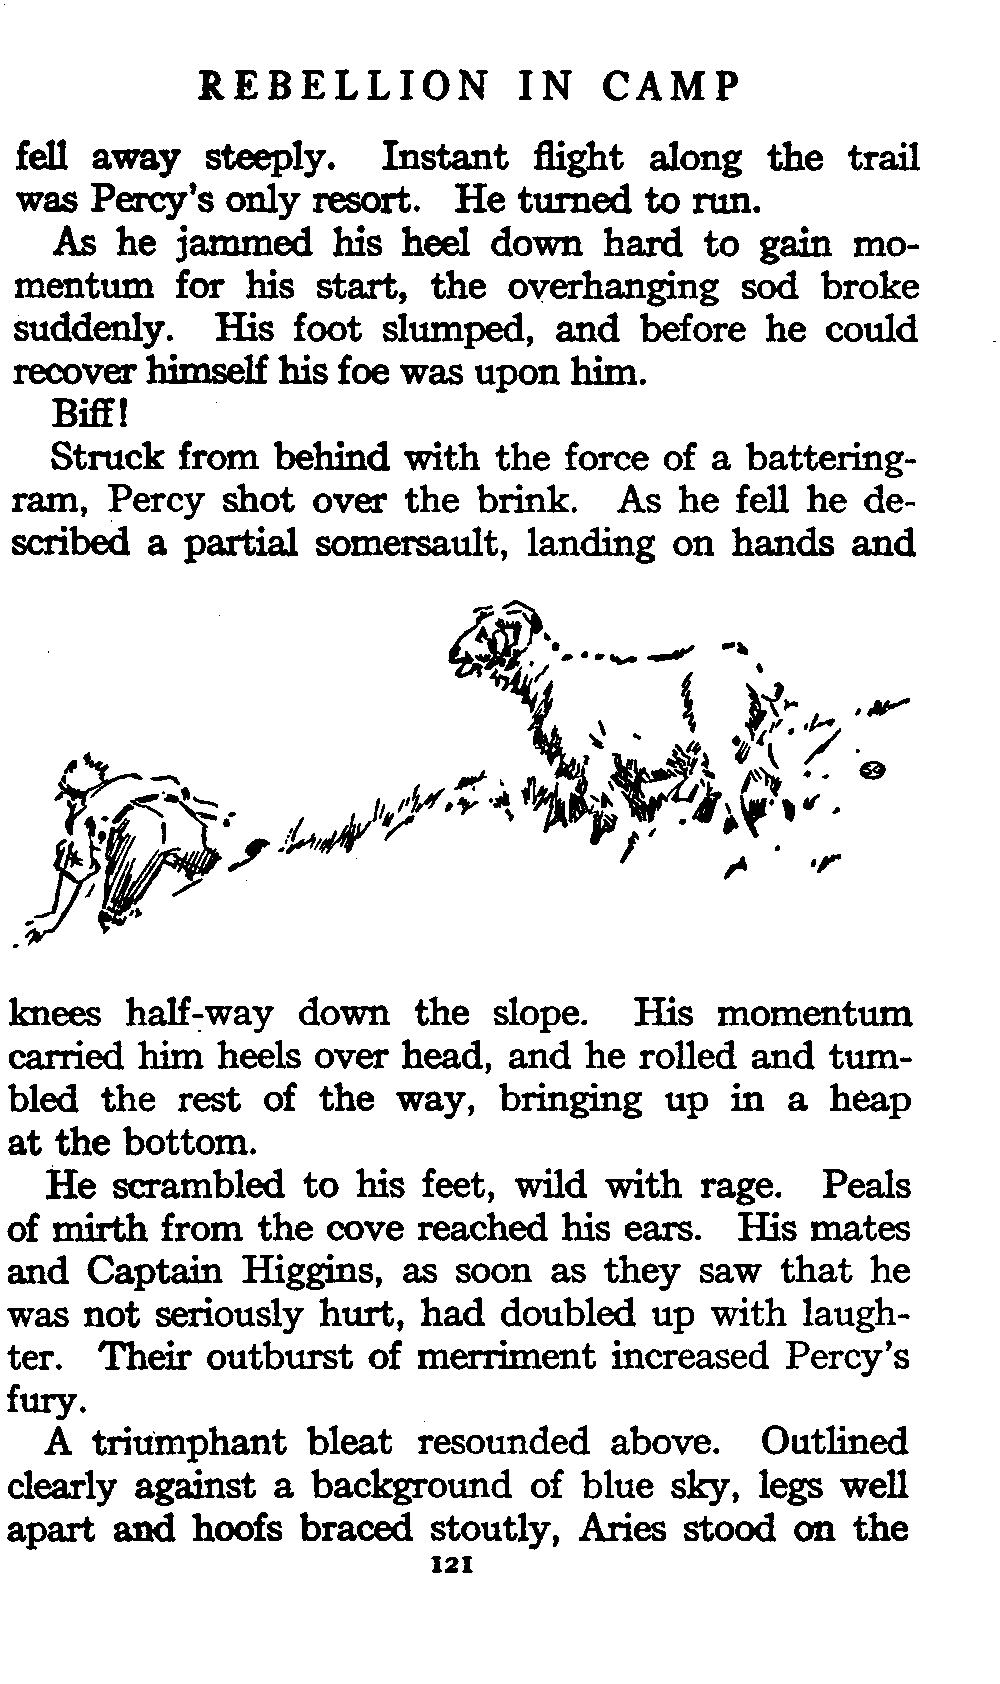 REBELLION IN CAMP
fell away steeply. Instant flight along the trail
was Percy's only resort. He turned to run.
As he jammed his heel down hard to gain mo-
mentum for his start, the overhanging sod broke
suddenly. His foot slumped, and before he could
recover himself his foe was upon him.
Biff!
Struck from behind with the force of a battering-
ram, Percy shot over the brink. As he fell he de-
scribed a partial somersault, landing on hands and
knees half-way down the slope. His momentum
carried him heels over head, and he rolled and tum-
bled the rest of the way, bringing up in a heap
at the bottom.
He scrambled to his feet, wild with rage. Peals
of mirth from the cove reached his ears. His mates
and Captain Higgins, as soon as they saw that he
was not seriously hurt, had doubled up with laugh-
ter. Their outburst of merriment increased Percy's
fury.
A triumphant bleat resounded above. Outlined
clearly against a background of blue sky, legs well
apart and hoofs braced stoutly, Aries stood on the
121